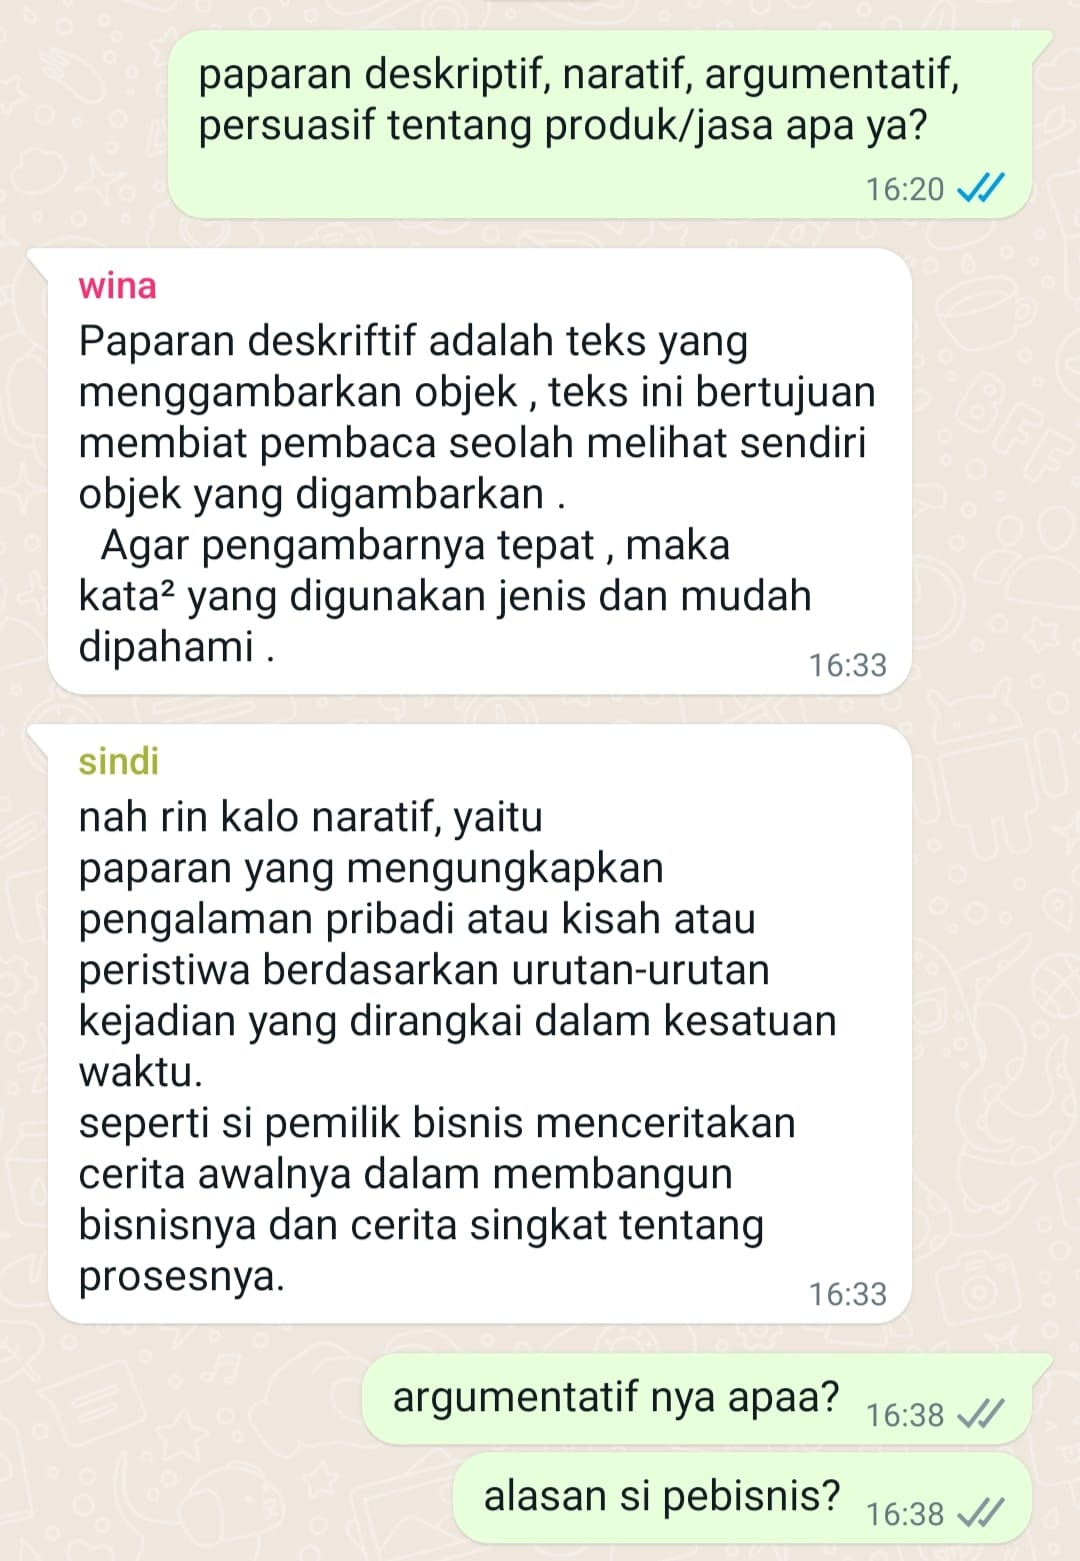 paparan deskriptif, naratif, argumentatif,
persuasif tentang produk/jasa apa ya?
16:20
wina
Paparan deskriftif adalah teks yang
menggambarkan objek , teks ini bertujuan
membiat pembaca seolah melihat sendiri
objek yang digambarkan .
Agar pengambarnya tepat , maka
kata² yang digunakan jenis dan mudah
dipahami .
16:33
sindi
nah rin kalo naratif, yaitu
paparan yang mengungkapkan
pengalaman pribadi atau kisah atau
peristiwa berdasarkan urutan-urutan
kejadian yang dirangkai dalam kesatuan
waktu.
seperti si pemilik bisnis menceritakan
cerita awalnya dalam membangun
bisnisnya dan cerita singkat tentang
prosesnya.
16:33
argumentatif nya apaa? 16:38
alasan si pebisnis? 16:38